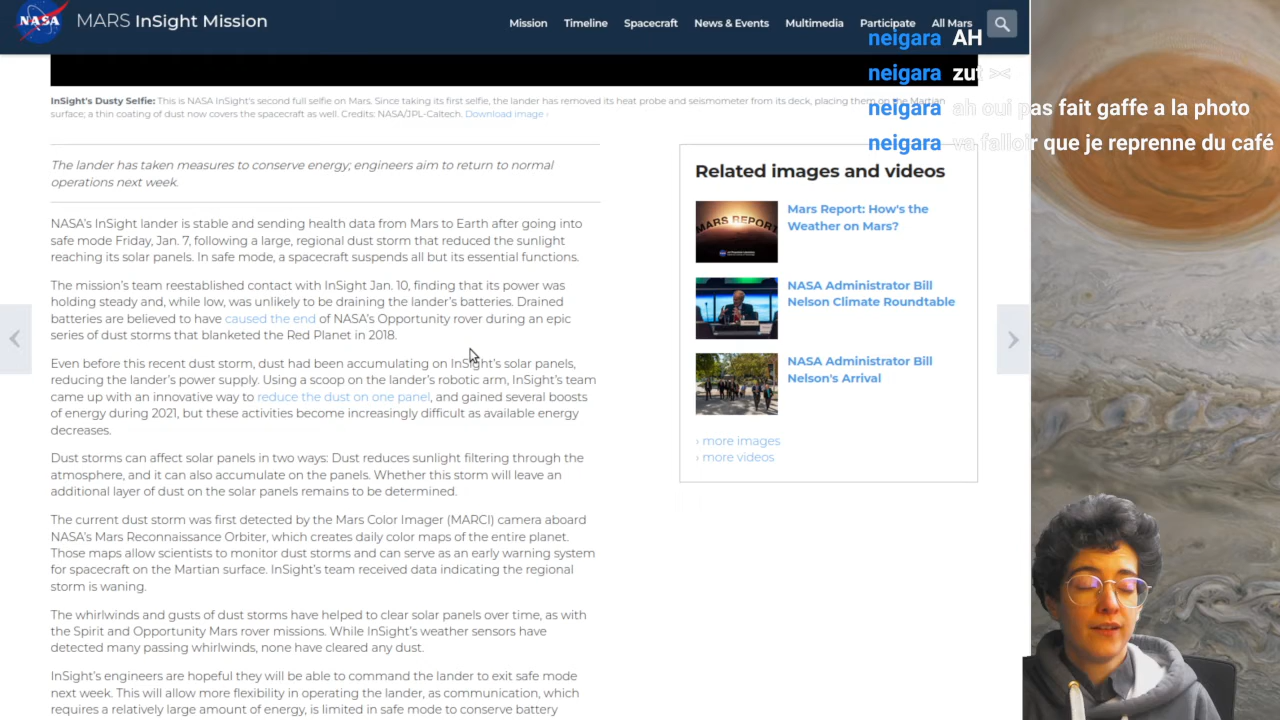 NASA
MARS InSight Mission
Mission
Timeline
Spacecraft
News & Events
Multimedia
Participate
All Mars
neigara AH
neigara zut ><
neigara ah oui pas fait gaffe a la photo
neigara va falloir que je reprenne du café
InSight's Dusty Selfie: This is NASA InSight's second full selfie on Mars. Since taking its first selfie, the lander has removed its heat probe and seismometer from its deck, placing them on the Martian
surface; a thin coating of dust now covers the spacecraft as well. Credits: NASA/JPL-Caltech. Download image ›
The lander has taken measures to conserve energy; engineers aim to return to normal
operations next week.
NASA's InSight lander is stable and sending health data from Mars to Earth after going into
safe mode Friday, Jan. 7, following a large, regional dust storm that reduced the sunlight
reaching its solar panels. In safe mode, a spacecraft suspends all but its essential functions.
The mission's team reestablished contact with InSight Jan. 10, finding that its power was
holding steady and, while low, was unlikely to be draining the lander's batteries. Drained
batteries are believed to have caused the end of NASA's Opportunity rover during an epic
series of dust storms that blanketed the Red Planet in 2018.
Even before this recent dust storm, dust had been accumulating on InSight's solar panels,
reducing the lander's power supply. Using a scoop on the lander's robotic arm, InSight's team
came up with an innovative way to reduce the dust on one panel, and gained several boosts
of energy during 2021, but these activities become increasingly difficult as available energy
decreases.
Dust storms can affect solar panels in two ways: Dust reduces sunlight filtering through the
atmosphere, and it can also accumulate on the panels. Whether this storm will leave an
additional layer of dust on the solar panels remains to be determined.
The current dust storm was first detected by the Mars Color Imager (MARCI) camera aboard
NASA's Mars Reconnaissance Orbiter, which creates daily color maps of the entire planet.
Those maps allow scientists to monitor dust storms and can serve as an early warning system
for spacecraft on the Martian surface. InSight's team received data indicating the regional
storm is waning.
The whirlwinds and gusts of dust storms have helped to clear solar panels over time, as with
the Spirit and Opportunity Mars rover missions. While InSight's weather sensors have
detected many passing whirlwinds, none have cleared any dust.
InSight's engineers are hopeful they will be able to command the lander to exit safe mode
next week. This will allow more flexibility in operating the lander, as communication, which
requires a relatively large amount of energy, is limited in safe mode to conserve battery
Related images and videos
MARS REPORT
Mars Report: How's the
Weather on Mars?
NASA Administrator Bill
Nelson Climate Roundtable
NASA Administrator Bill
Nelson's Arrival
› more images
› more videos